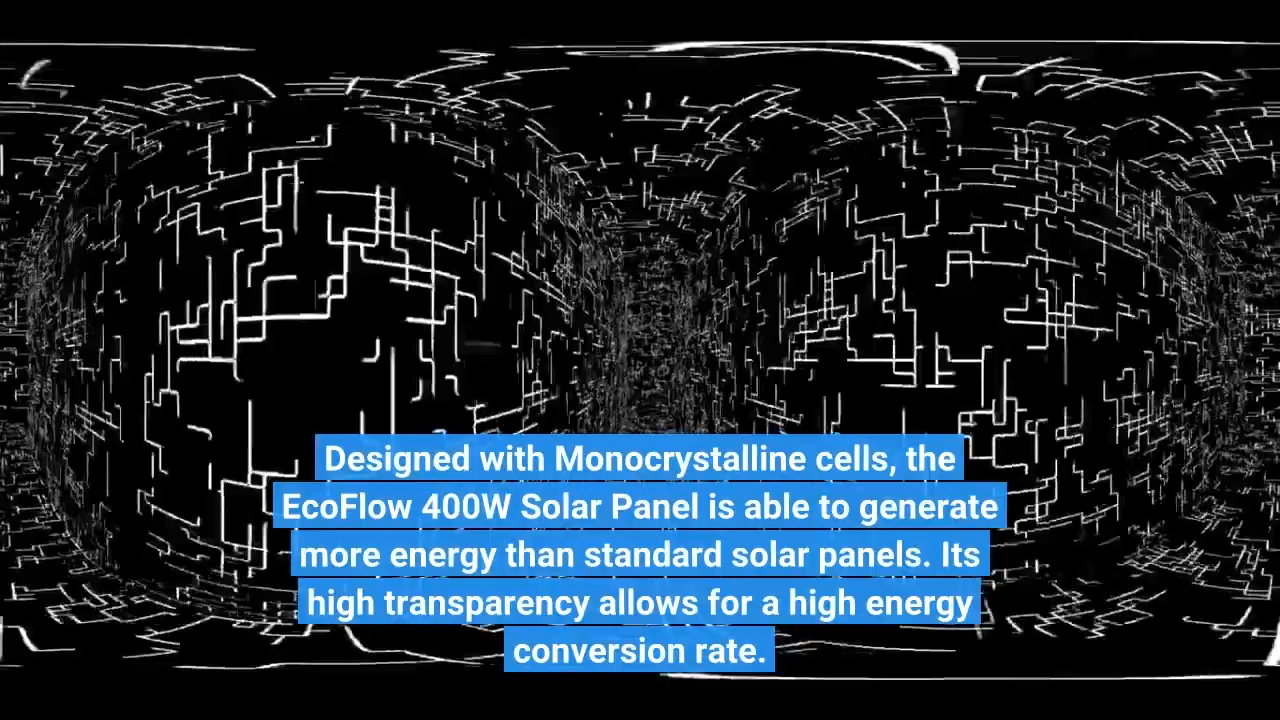 Designed with Monocrystalline cells, the
EcoFlow 400W Solar Panel is able to generate
more energy than standard solar panels. Its
high transparency allows for a high energy
conversion rate.